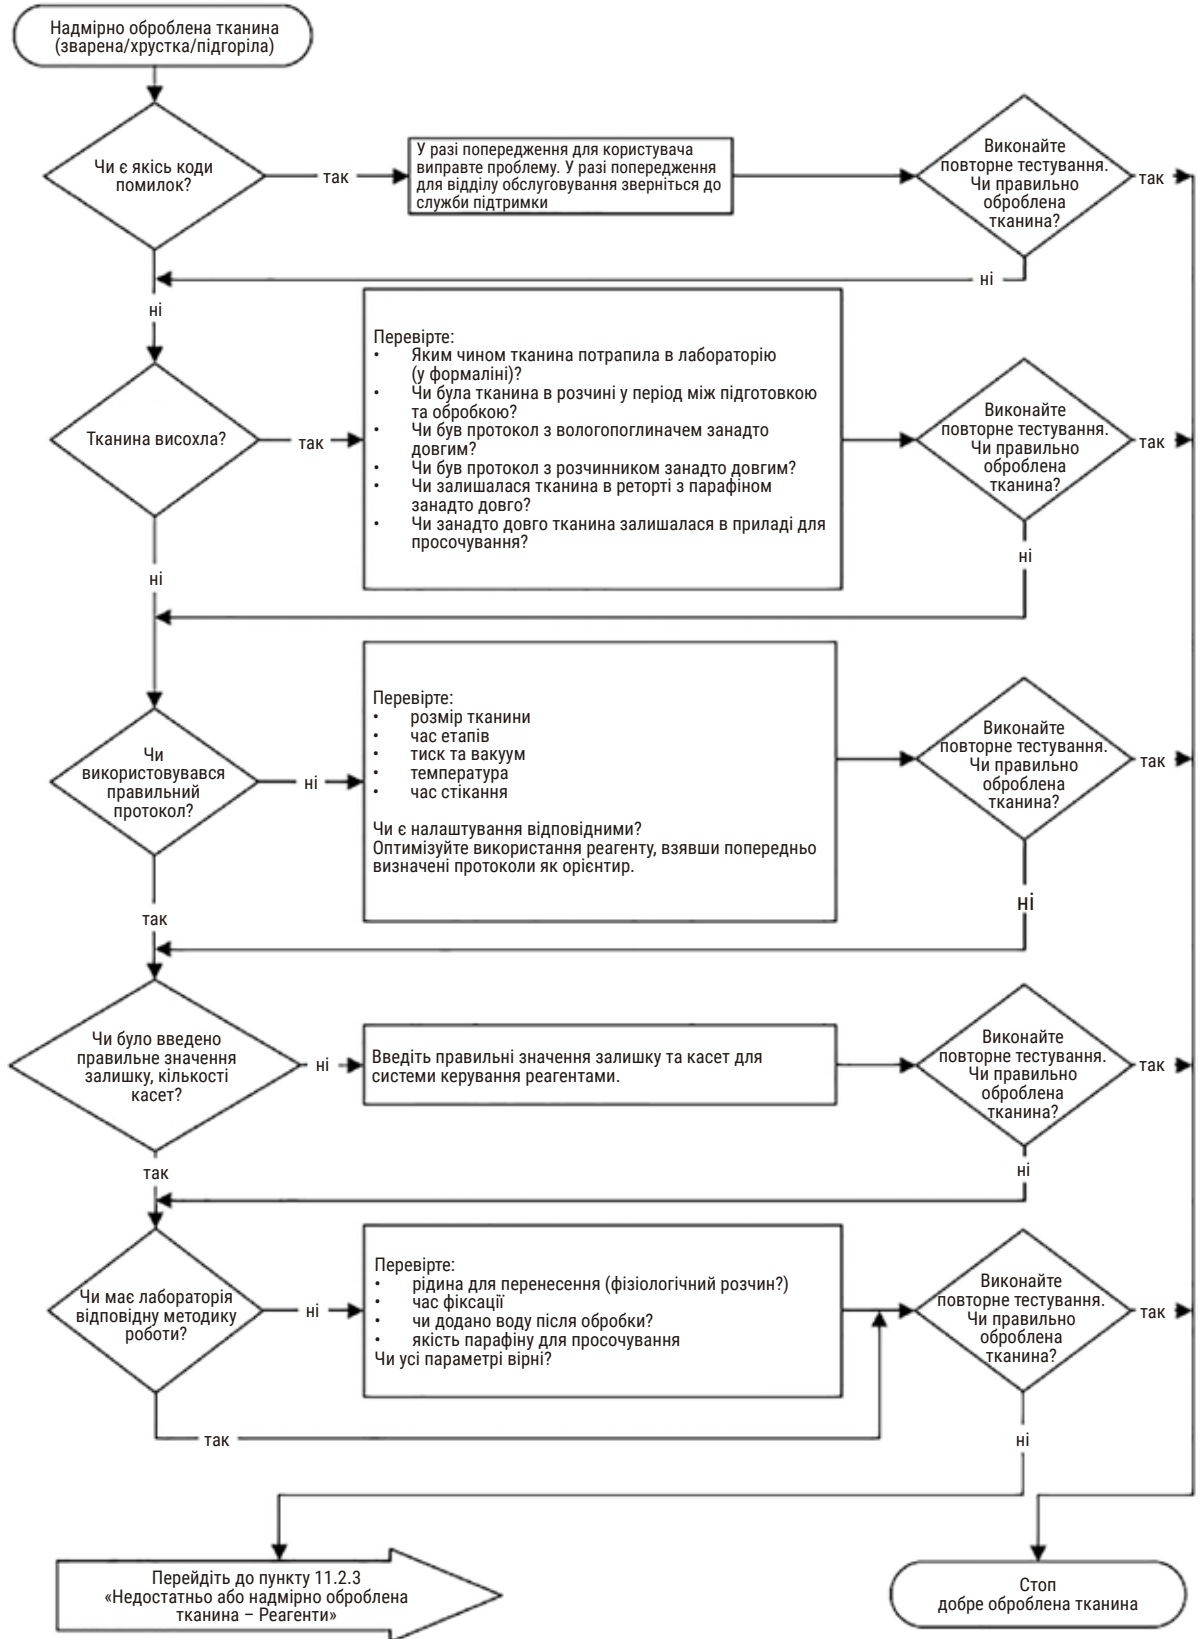 Надмірно оброблена тканина
(зварена/хрустка/підгоріла)
Чи є якісь коди
помилок?
так
У разі попередження для користувача
виправте проблему. У разі попередження
для відділу обслуговування зверніться до
служби підтримки
Виконайте
повторне тестування.
Чи правильно
оброблена
тканина?
так
ні
ні
Тканина висохла?
так
Перевірте:
• Яким чином тканина потрапила в лабораторію
(у формаліні)?
• Чи була тканина в розчині у період між підготовкою
та обробкою?
• Чи був протокол з вологопоглиначем занадто
довгим?
• Чи був протокол з розчинником занадто довгим?
• Чи залишалася тканина в реторті з парафіном
занадто довго?
• Чи занадто довго тканина залишалася в приладі для
просочування?
Виконайте
повторне тестування.
Чи правильно
оброблена
тканина?
так
ні
ні
Чи
використовувався
правильний
протокол?
ні
Перевірте:
• розмір тканини
• час етапів
• тиск та вакуум
• температура
• час стікання
Чи є налаштування відповідними?
Оптимізуйте використання реагенту, взявши попередньо
визначені протоколи як орієнтир.
Виконайте
повторне тестування.
Чи правильно
оброблена
тканина?
так
ні
так
Чи було введено
правильне значення
залишку, кількості
касет?
ні
Введіть правильні значення залишку та касет для
системи керування реагентами.
Виконайте
повторне тестування.
Чи правильно
оброблена
тканина?
так
ні
так
Чи має лабораторія
відповідну методику
роботи?
ні
Перевірте:
• рідина для перенесення (фізіологічний розчин?)
• час фіксації
• чи додано воду після обробки?
• якість парафіну для просочування
Чи усі параметрі вірні?
Виконайте
повторне тестування.
Чи правильно
оброблена
тканина?
так
так
ні
Перейдіть до пункту 11.2.3
«Недостатньо або надмірно оброблена
тканина – Реагенти»
Стоп
добре оброблена тканина